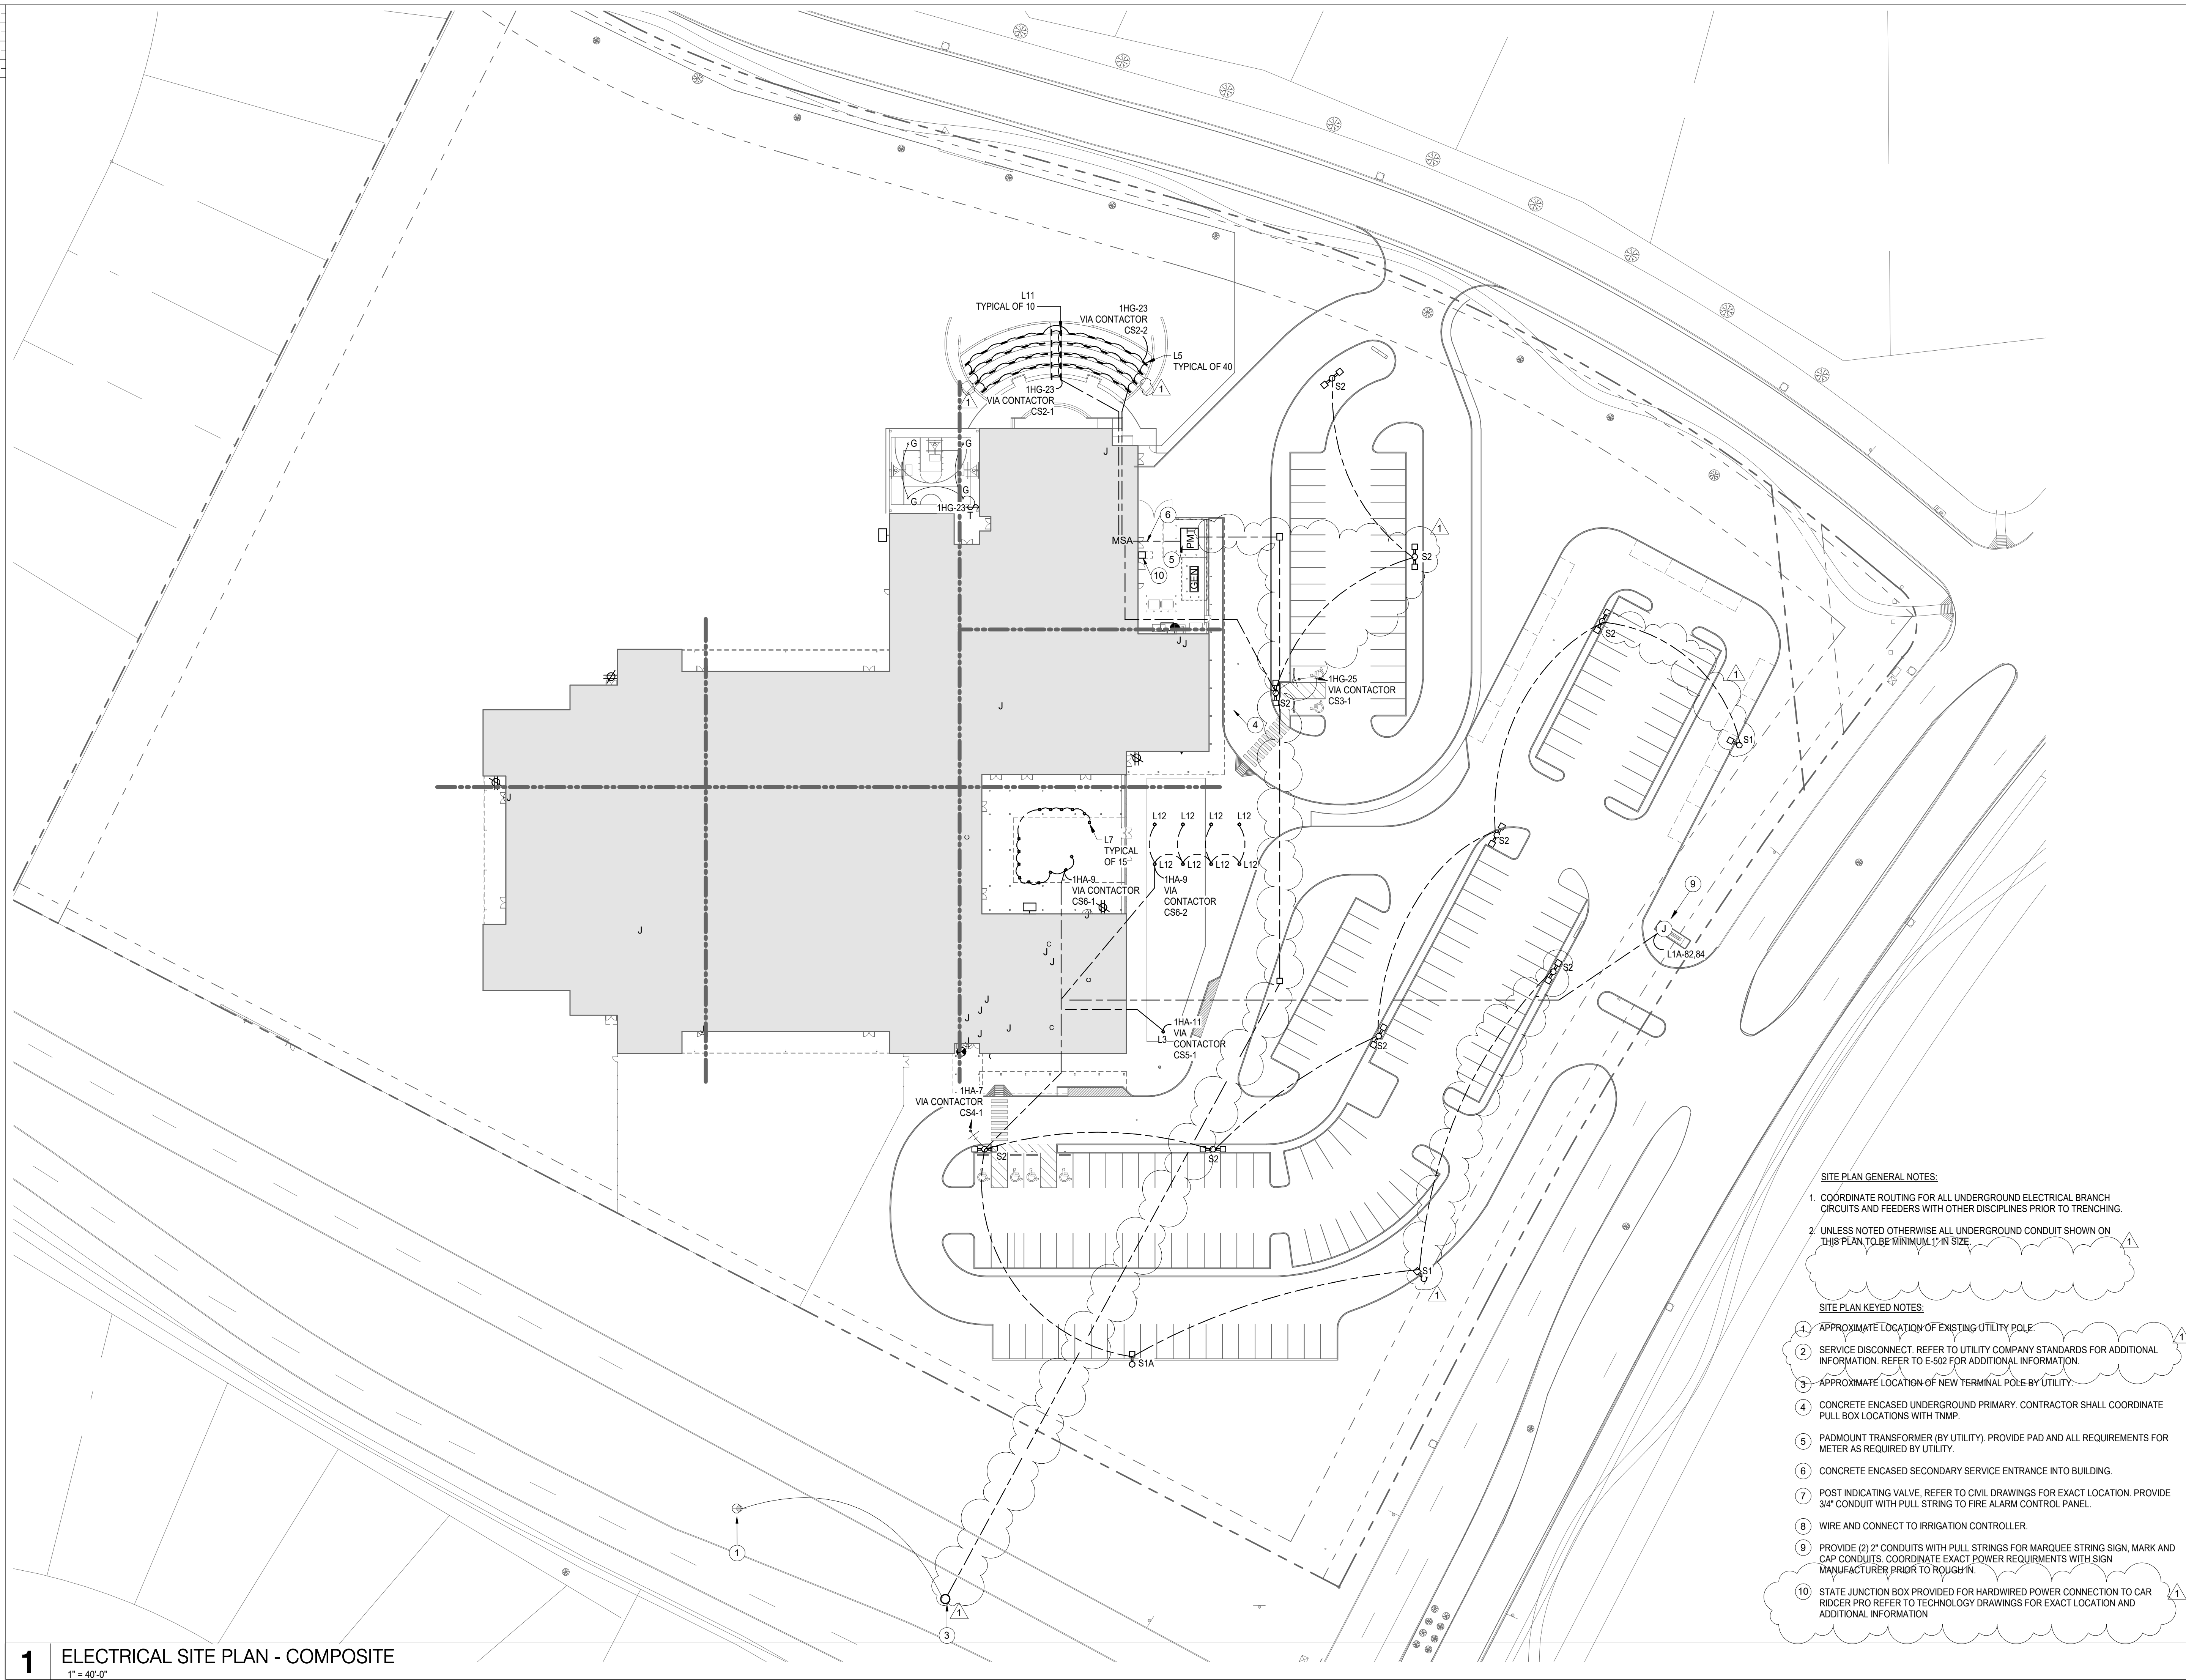 L11
TYPICAL OF 10
1HG-23
VIA CONTACTOR
CS2-2
L5
TYPICAL OF 40
1HG-23
VIA CONTACTOR
CS2-1
1
1
G
G
G
G
1HG-23
T
J
S2
6
MSA
PMT
5
10
GEN
1
S2
J
J
S2
1HG-25
VIA CONTACTOR
CS3-1
S2
4
1
S1
J
J
C
L7
TYPICAL
OF 15
L12
L12
L12
L12
L12
L12
L12
L12
1HA-9
VIA CONTACTOR
CS6-1
1HA-9
VIA
CONTACTOR
CS6-2
S2
9
J
L1A-82,84
J
J
C
J
J
C
S2
J
J
J
J
J
J
C
J
1HA-11
VIA
CONTACTOR
CS5-1
L3
S2
1HA-7
VIA CONTACTOR
CS4-1
S2
S2
S1
1
S1A
1
3
1
SITE PLAN GENERAL NOTES:
1. COORDINATE ROUTING FOR ALL UNDERGROUND ELECTRICAL BRANCH
CIRCUITS AND FEEDERS WITH OTHER DISCIPLINES PRIOR TO TRENCHING.
2. UNLESS NOTED OTHERWISE ALL UNDERGROUND CONDUIT SHOWN ON
THIS PLAN TO BE MINIMUM 1" IN SIZE.
1
SITE PLAN KEYED NOTES:
1 APPROXIMATE LOCATION OF EXISTING UTILITY POLE.
1
2 SERVICE DISCONNECT. REFER TO UTILITY COMPANY STANDARDS FOR ADDITIONAL
INFORMATION. REFER TO E-502 FOR ADDITIONAL INFORMATION.
3 APPROXIMATE LOCATION OF NEW TERMINAL POLE BY UTILITY.
4 CONCRETE ENCASED UNDERGROUND PRIMARY. CONTRACTOR SHALL COORDINATE
PULL BOX LOCATIONS WITH TNMP.
5 PADMOUNT TRANSFORMER (BY UTILITY). PROVIDE PAD AND ALL REQUIREMENTS FOR
METER AS REQUIRED BY UTILITY.
6 CONCRETE ENCASED SECONDARY SERVICE ENTRANCE INTO BUILDING.
7 POST INDICATING VALVE, REFER TO CIVIL DRAWINGS FOR EXACT LOCATION. PROVIDE
3/4" CONDUIT WITH PULL STRING TO FIRE ALARM CONTROL PANEL.
8 WIRE AND CONNECT TO IRRIGATION CONTROLLER.
9 PROVIDE (2) 2" CONDUITS WITH PULL STRINGS FOR MARQUEE STRING SIGN, MARK AND
CAP CONDUITS. COORDINATE EXACT POWER REQUIRMENTS WITH SIGN
MANUFACTURER PRIOR TO ROUGH IN.
10 STATE JUNCTION BOX PROVIDED FOR HARDWIRED POWER CONNECTION TO CAR
RIDCER PRO REFER TO TECHNOLOGY DRAWINGS FOR EXACT LOCATION AND
ADDITIONAL INFORMATION
1
1 ELECTRICAL SITE PLAN - COMPOSITE
1" = 40'-0"